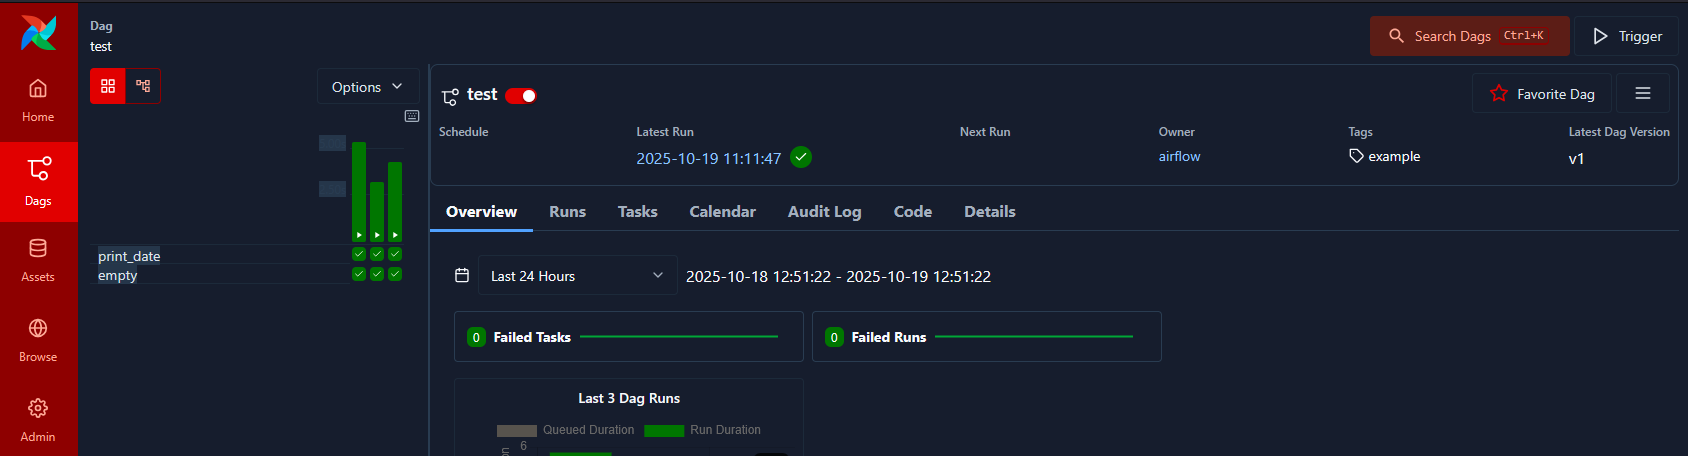 Dag
test
Search Dags Ctrl+K
Trigger
Home
Dags
Assets
Browse
Admin
Options
print_date
empty
test
Favorite Dag
Schedule
Latest Run
2025-10-19 11:11:47
Next Run
Owner
airflow
Tags
example
Latest Dag Version
v1
Overview Runs Tasks Calendar Audit Log Code Details
Last 24 Hours
2025-10-18 12:51:22 - 2025-10-19 12:51:22
0 Failed Tasks
0 Failed Runs
Last 3 Dag Runs
Queued Duration Run Duration
6